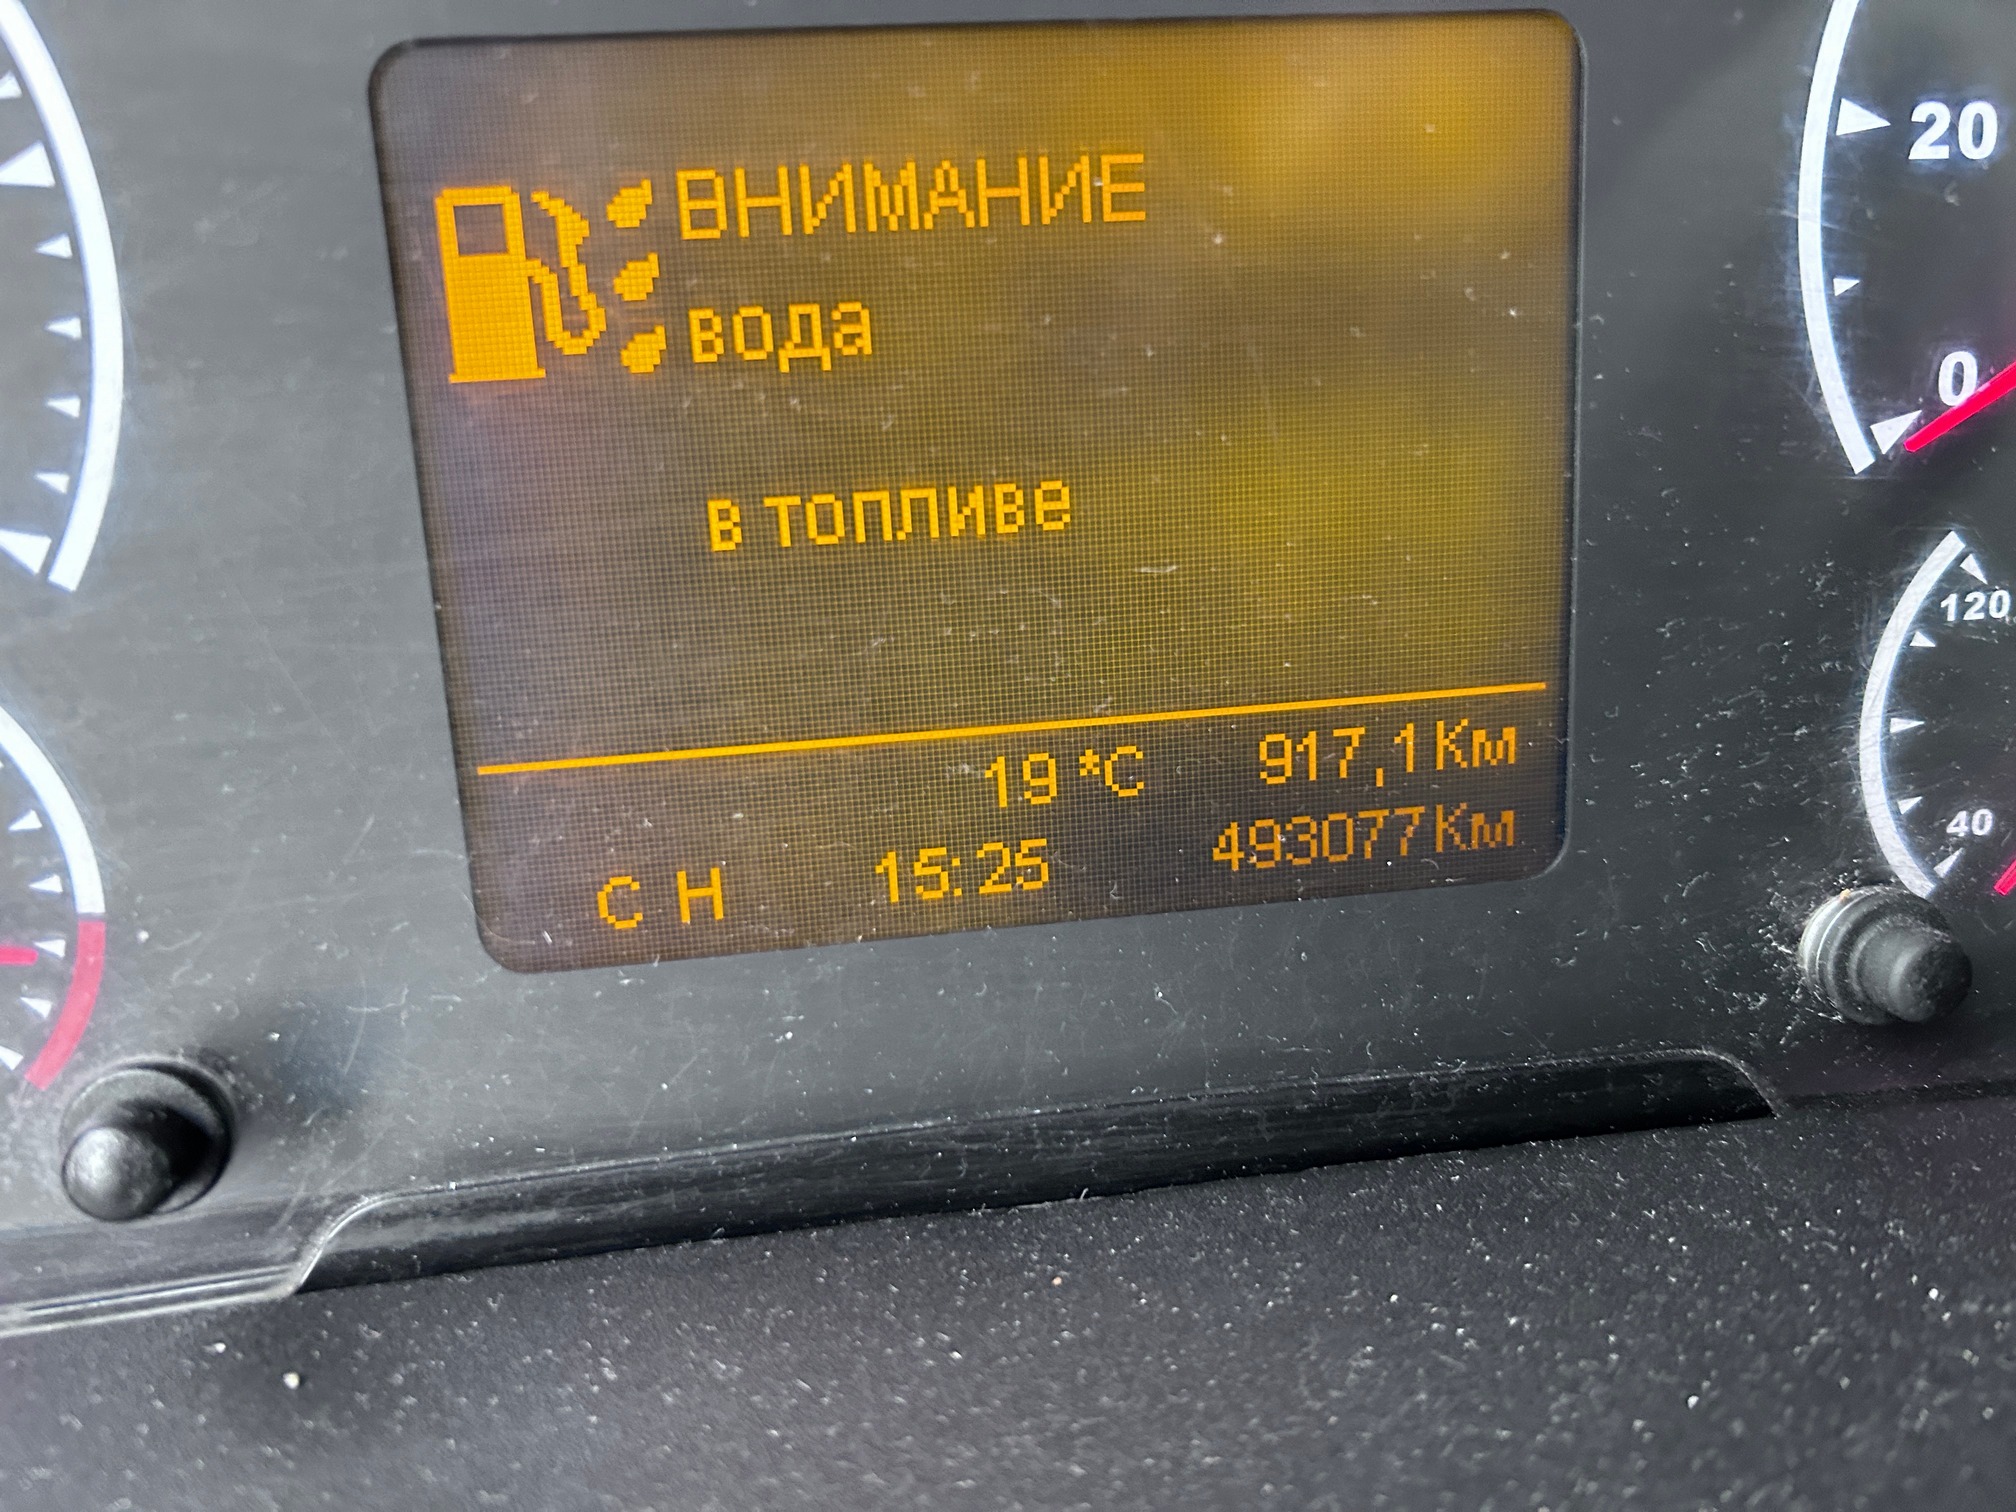 ВНИМАНИЕ
вода
в топливе
19 *C 917,1 Км
С Н 15:25 493077 Км
20
0
120
40